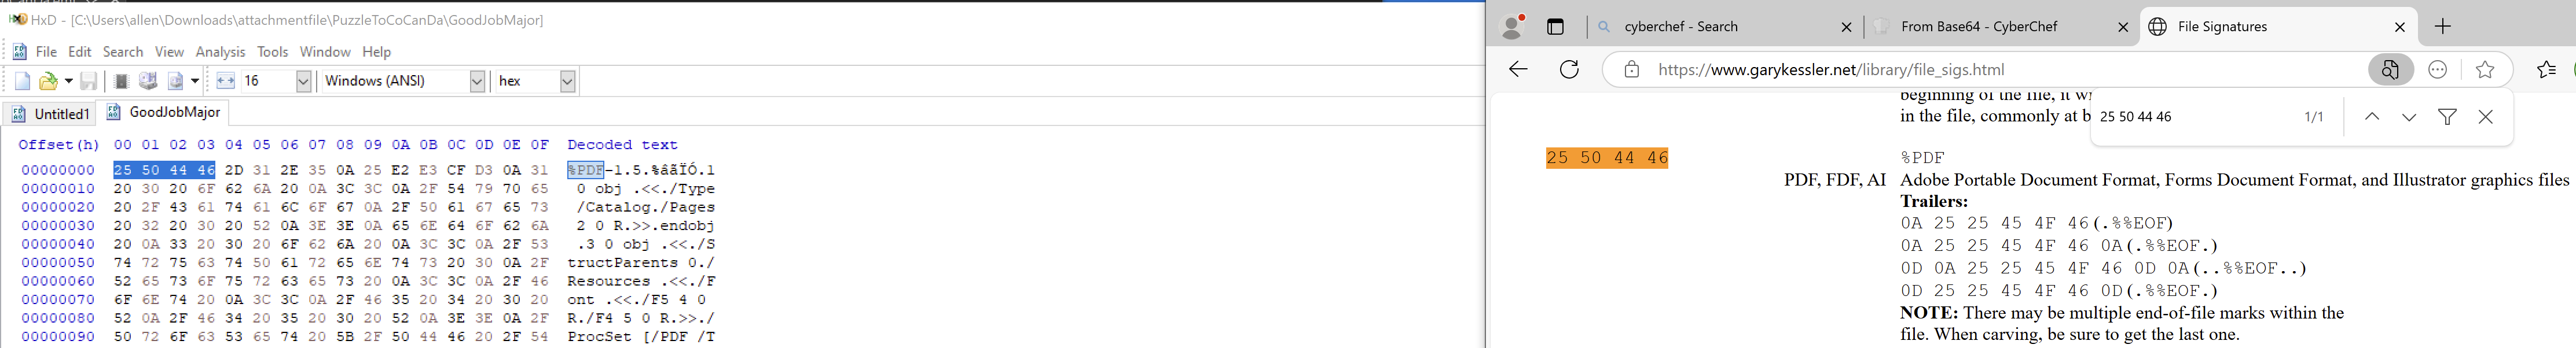 HxD - [C:\Users\allen\Downloads\attachmentfile\PuzzleToCoCanDa\GoodJobMajor]
File Edit Search View Analysis Tools Window Help
16 Windows (ANSI) hex
Untitled1 GoodJobMajor
Offset(h) 00 01 02 03 04 05 06 07 08 09 0A 0B 0C 0D 0E 0F Decoded text
00000000 25 50 44 46 2D 31 2E 35 0A 25 E2 E3 CF D3 0A 31 %PDF-1.5.%âãÏÓ.1
00000010 20 30 20 6F 62 6A 20 0A 3C 3C 0A 2F 54 79 70 65 0 obj .<<./Type
00000020 20 2F 43 61 74 61 6C 6F 67 0A 2F 50 61 67 65 73 /Catalog./Pages
00000030 20 32 20 30 20 52 0A 3E 3E 0A 65 6E 64 6F 62 6A 2 0 R.>>.endobj
00000040 20 0A 33 20 30 20 6F 62 6A 20 0A 3C 3C 0A 2F 53 .3 0 obj .<<./S
00000050 74 72 75 63 74 50 61 72 65 6E 74 73 20 30 0A 2F tructParents 0./
00000060 52 65 73 6F 75 72 63 65 73 20 0A 3C 3C 0A 2F 46 Resources .<<./F
00000070 6F 6E 74 20 0A 3C 3C 0A 2F 46 35 20 34 20 30 20 ont .<<./F5 4 0
00000080 52 0A 2F 46 34 20 35 20 30 20 52 0A 3E 3E 0A 2F R./F4 5 0 R.>>./
00000090 50 72 6F 63 53 65 74 20 5B 2F 50 44 46 20 2F 54 ProcSet [/PDF /T
cyberchef - Search From Base64 - CyberChef File Signatures
https://www.garykessler.net/library/file_sigs.html
25 50 44 46 1/1
beginning of the file, it w
in the file, commonly at b
25 50 44 46 %PDF
PDF, FDF, AI Adobe Portable Document Format, Forms Document Format, and Illustrator graphics files
Trailers:
0A 25 25 45 4F 46 (.%%EOF)
0A 25 25 45 4F 46 0A (.%%EOF.)
0D 0A 25 25 45 4F 46 0D 0A (..%%EOF..)
0D 25 25 45 4F 46 0D (.%%EOF.)
NOTE: There may be multiple end-of-file marks within the
file. When carving, be sure to get the last one.